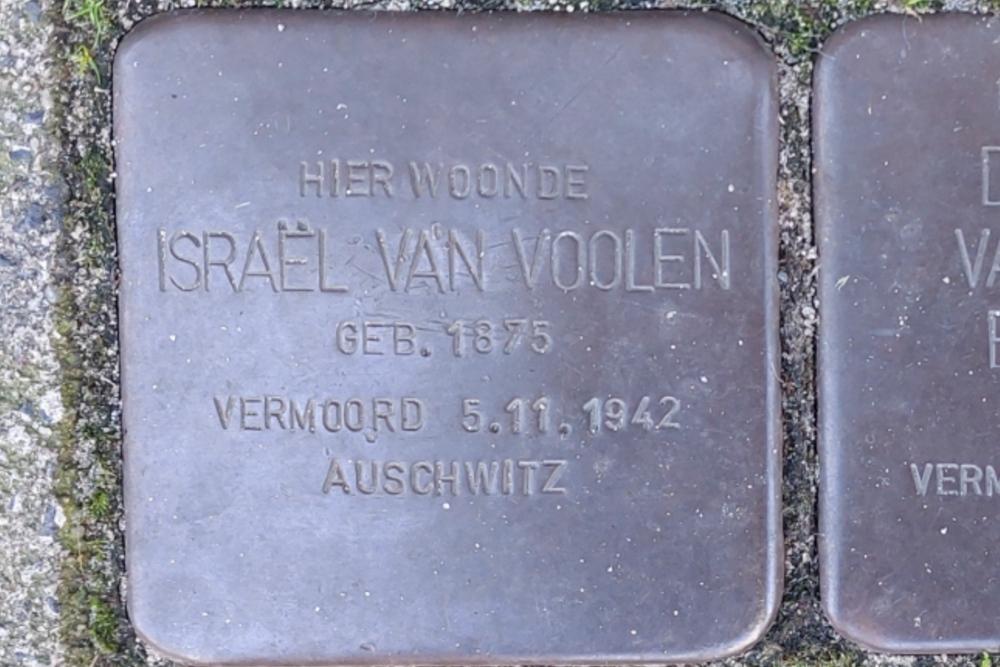 HIER WOONDE
ISRAËL VAN VOOLEN
GEB. 1875
VERMOORD 5.11.1942
AUSCHWITZ